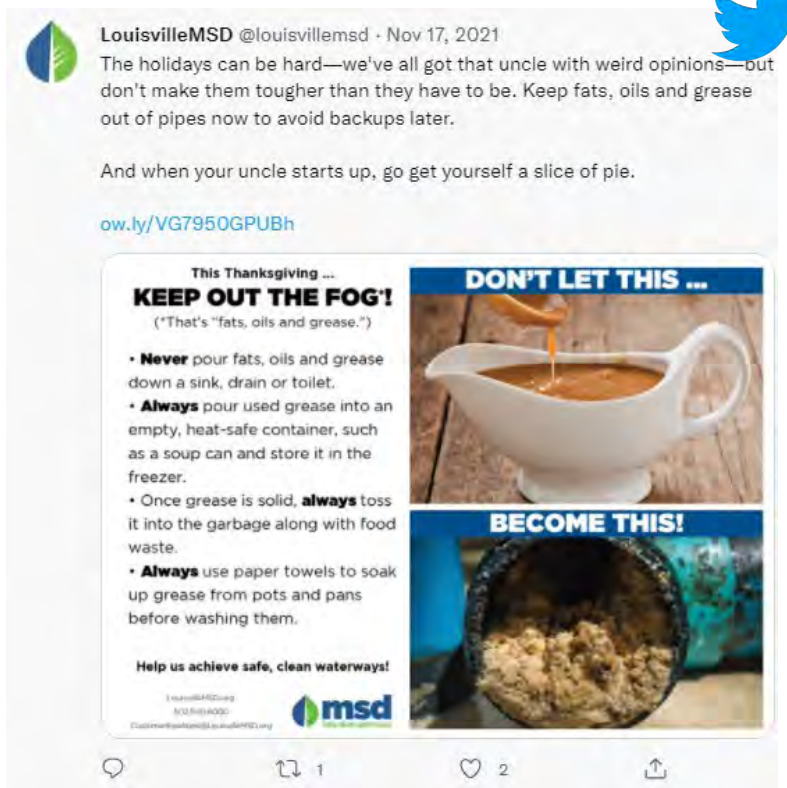 LouisvilleMSD @louisvillemsd · Nov 17, 2021
The holidays can be hard—we've all got that uncle with weird opinions—but
don't make them tougher than they have to be. Keep fats, oils and grease
out of pipes now to avoid backups later.
And when your uncle starts up, go get yourself a slice of pie.
ow.ly/VG7950GPUBh
This Thanksgiving ...
KEEP OUT THE FOG*!
(*That's "fats, oils and grease.")
• Never pour fats, oils and grease
down a sink, drain or toilet.
• Always pour used grease into an
empty, heat-safe container, such
as a soup can and store it in the
freezer.
• Once grease is solid, always toss
it into the garbage along with food
waste.
• Always use paper towels to soak
up grease from pots and pans
before washing them.
Help us achieve safe, clean waterways!
LouisvilleMSD.org
msd
DON'T LET THIS ...
BECOME THIS!
1
2